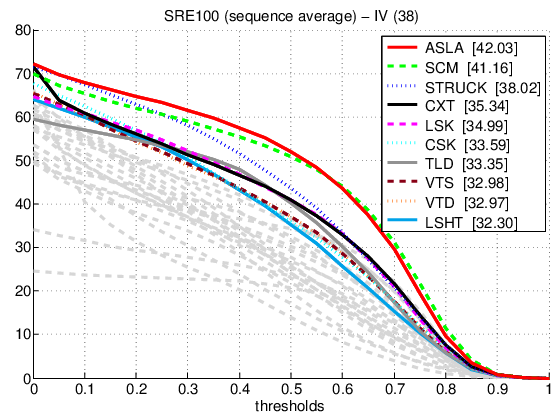 SRE100 (sequence average) – IV (38)
80
70
60
50
40
30
20
10
0
ASLA [42.03]
SCM [41.16]
STRUCK [38.02]
CXT [35.34]
LSK [34.99]
CSK [33.59]
TLD [33.35]
VTS [32.98]
VTD [32.97]
LSHT [32.30]
0 0.1 0.2 0.3 0.4 0.5 0.6 0.7 0.8 0.9 1
thresholds